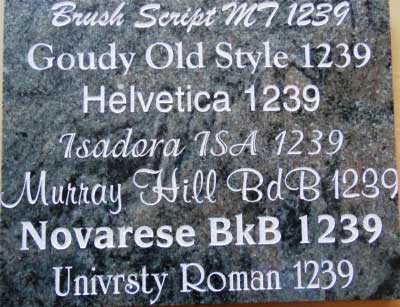 Brush Script MT 1239
Goudy Old Style 1239
Helvetica 1239
Isadora ISA 1239
Murray Hill BdB 1239
Novarese BkB 1239
Univrsty Roman 1239